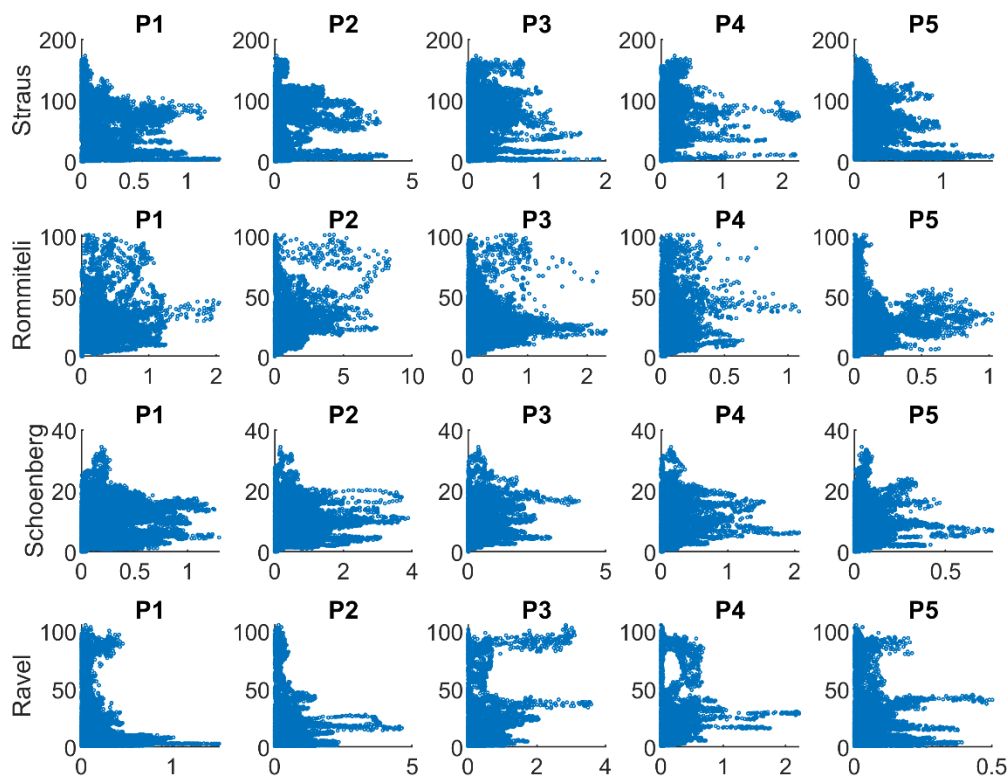 P1 P2 P3 P4 P5
Straus
200 200 200 200 200
100 100 100 100 100
0 0 0 0 0
0 0.5 1 0 5 0 1 2 0 1 2 0 1
P1 P2 P3 P4 P5
Rommiteli
100 100 100 100 100
50 50 50 50 50
0 0 0 0 0
0 1 2 0 5 10 0 1 2 0 0.5 1 0 0.5 1
P1 P2 P3 P4 P5
Schoenberg
40 40 40 40 40
20 20 20 20 20
0 0 0 0 0
0 0.5 1 0 2 4 0 5 0 1 2 0 0.5
P1 P2 P3 P4 P5
Ravel
100 100 100 100 100
50 50 50 50 50
0 0 0 0 0
0 1 0 5 0 2 4 0 1 2 0 0.5